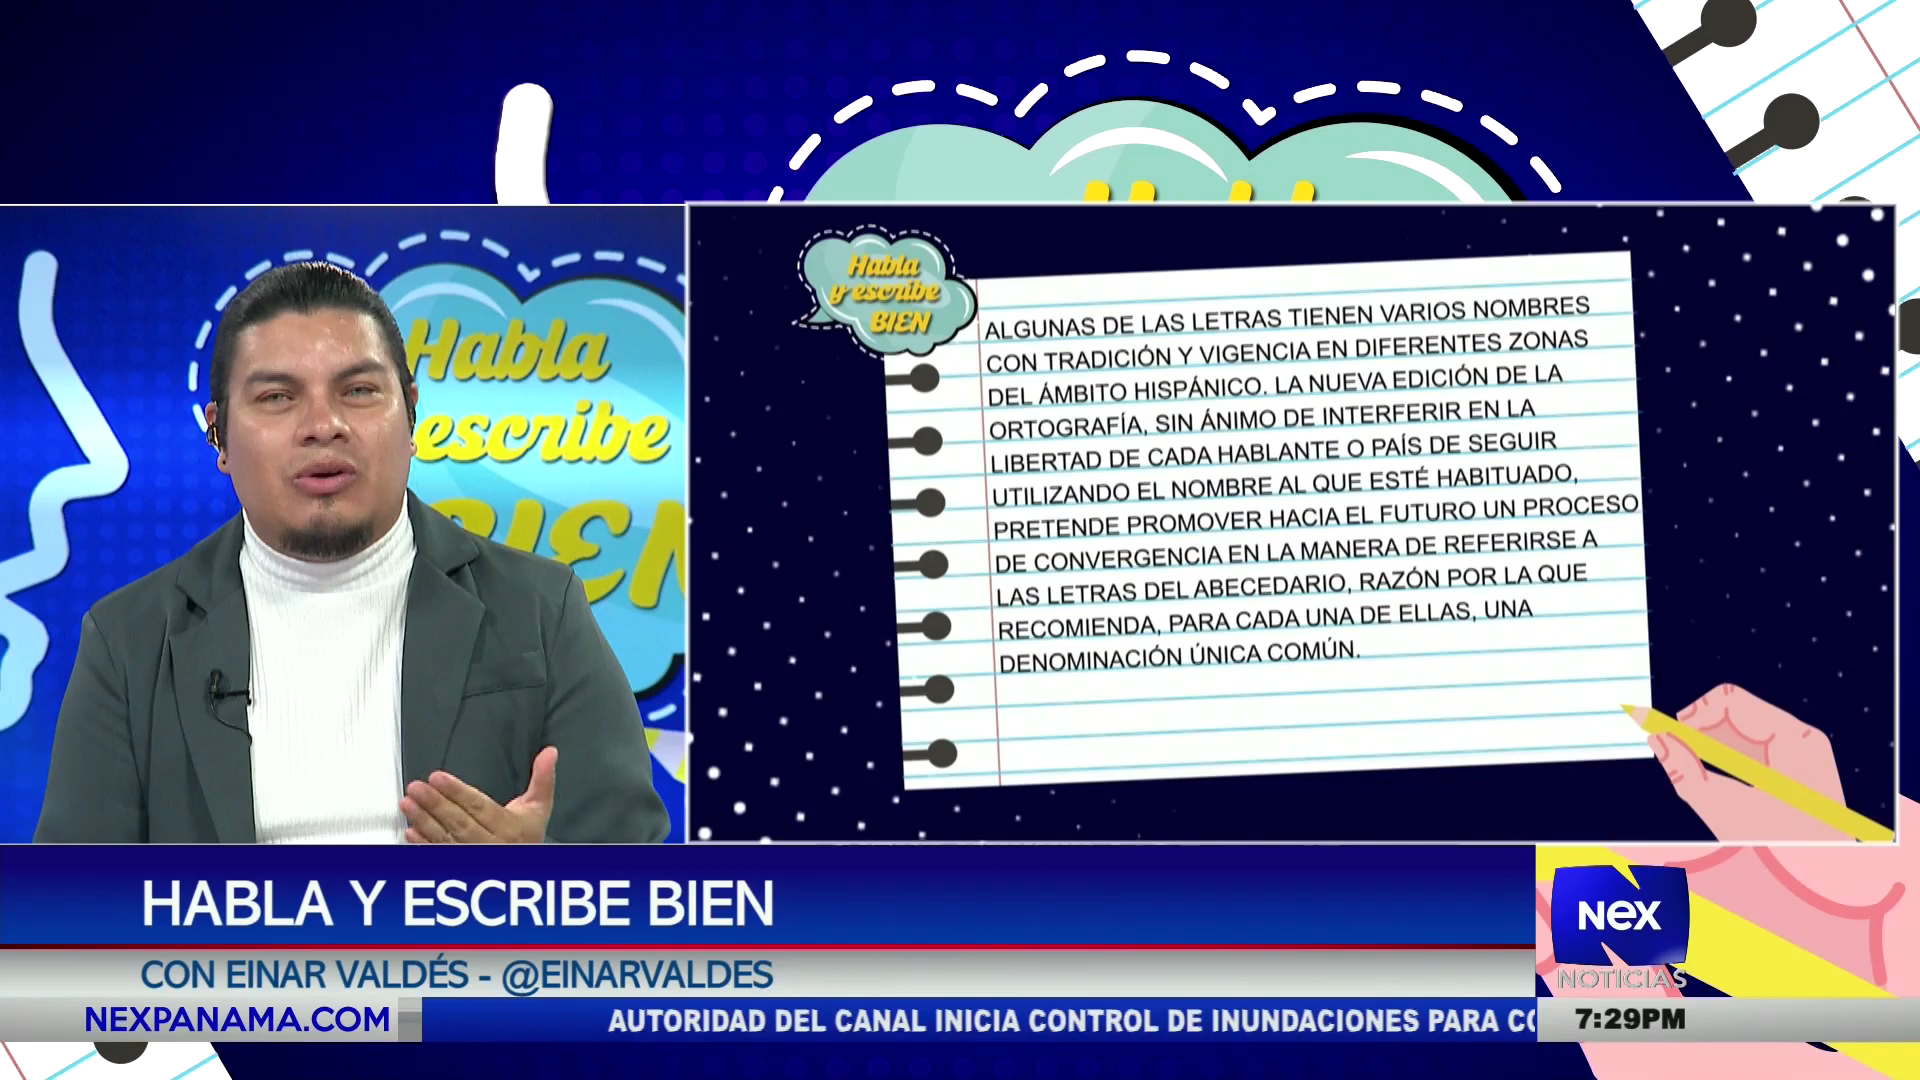 Habla
y escribe
BIEN
Habla
escribe
BIEN
ALGUNAS DE LAS LETRAS TIENEN VARIOS NOMBRES
CON TRADICIÓN Y VIGENCIA EN DIFERENTES ZONAS
DEL ÁMBITO HISPÁNICO. LA NUEVA EDICIÓN DE LA
ORTOGRAFÍA, SIN ÁNIMO DE INTERFERIR EN LA
LIBERTAD DE CADA HABLANTE O PAÍS DE SEGUIR
UTILIZANDO EL NOMBRE AL QUE ESTÉ HABITUADO,
PRETENDE PROMOVER HACIA EL FUTURO UN PROCESO
DE CONVERGENCIA EN LA MANERA DE REFERIRSE A
LAS LETRAS DEL ABECEDARIO, RAZÓN POR LA QUE
RECOMIENDA, PARA CADA UNA DE ELLAS, UNA
DENOMINACIÓN ÚNICA COMÚN.
HABLA Y ESCRIBE BIEN
CON EINAR VALDÉS - @EINARVALDES
NEXPANAMA.COM
AUTORIDAD DEL CANAL INICIA CONTROL DE INUNDACIONES PARA
NEX
NOTICIAS
7:29PM